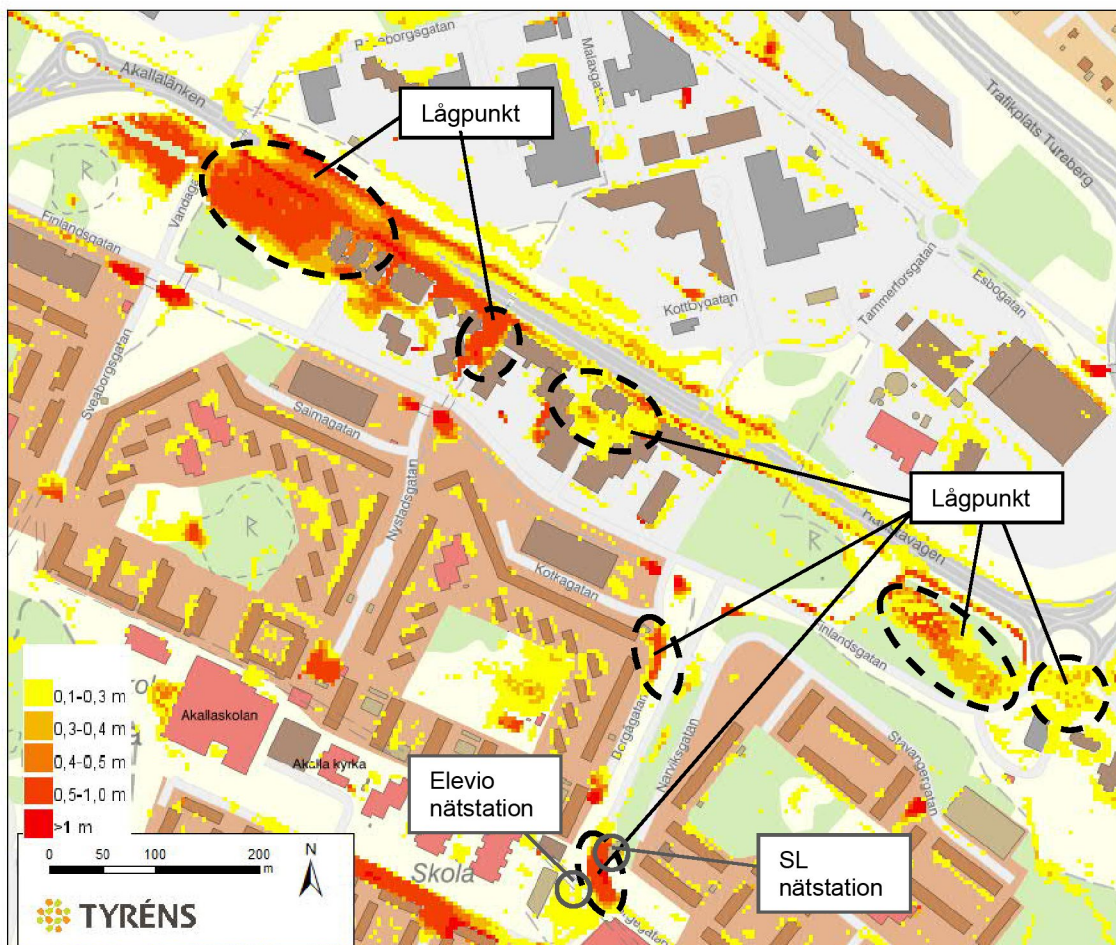 Raseborgsgatan
Malaxgatan
Akallalänken
Lågpunkt
Trafikplats Tureberg
R
Finlandsgatan
Esbogatan
Tammerforsgatan
Kottbygatan
Sveaborgsgatan
Saimagatan
Nystadsgatan
Lågpunkt
R
R
Kotkagatan
Finlandsgatan
0,1-0,3 m
0,3-0,4 m
0,4-0,5 m
0,5-1,0 m
>1 m
Akallaskolan
Akalla kyrka
Borgågatan
Narviksgatan
Stavangergatan
Elevio
nätstation
SL
nätstation
Skola
0 50 100 200
m
N
TYRÉNS